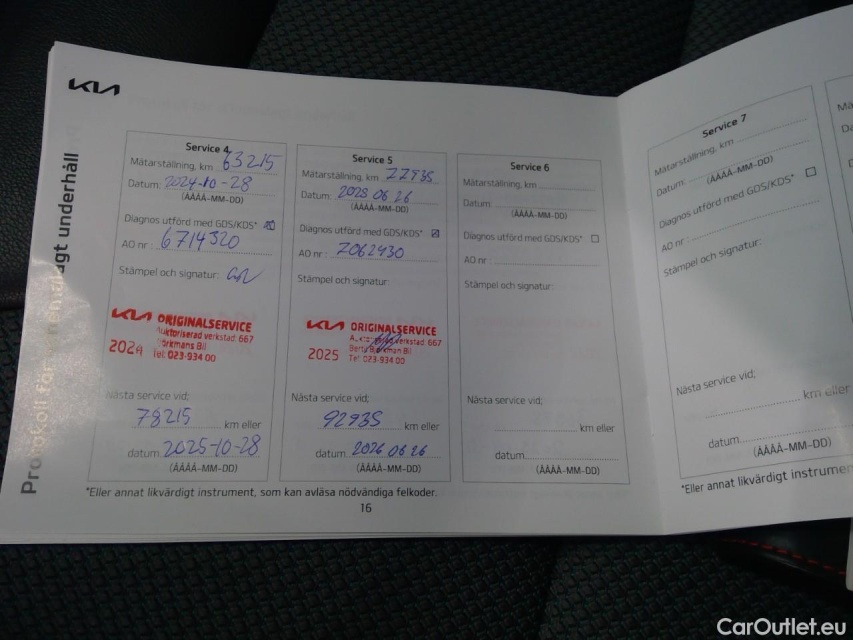 KIA
Protokoll för
agt underhåll
Service 4
Mätarställning, km 63215
Datum: 2024-10-28
(ÅÅÅÅ-MM-DD)
Diagnos utförd med GDS/KDS*
AO nr : 6714320
Stämpel och signatur:
KIA ORIGINALSERVICE
Auktoriserad verkstad: 667
2024
Björkmans Bil
Tel: 023-934 00
Nästa service vid:
78215 km eller
datum 2025-10-28
(ÅÅÅÅ-MM-DD)
Service 5
Mätarställning, km 77935
Datum: 2025 06 26
(ÅÅÅÅ-MM-DD)
Diagnos utförd med GDS/KDS*
AO nr : 7062430
Stämpel och signatur:
KIA ORIGINALSERVICE
verkstad: 667
2025
Björkman Bil
Tel: 023-934 00
Nästa service vid:
92935 km eller
datum 2026 06 26
(ÅÅÅÅ-MM-DD)
Service 6
Mätarställning, km
Datum:
(ÅÅÅÅ-MM-DD)
Diagnos utförd med GDS/KDS*
AO nr :
Stämpel och signatur:
Nästa service vid;
km eller
datum
(ÅÅÅÅ-MM-DD)
*Eller annat likvärdigt instrument, som kan avläsa nödvändiga felkoder.
16
Service 7
Mätarställning, km
Datum:
(ÅÅÅÅ-MM-DD)
Diagnos utförd med GDS/KDS*
AO nr :
Stämpel och signatur:
Nästa service vid;
km eller
datum
(ÅÅÅÅ-MM-DD)
*Eller annat likvärdigt instrumen
CarOutlet.eu